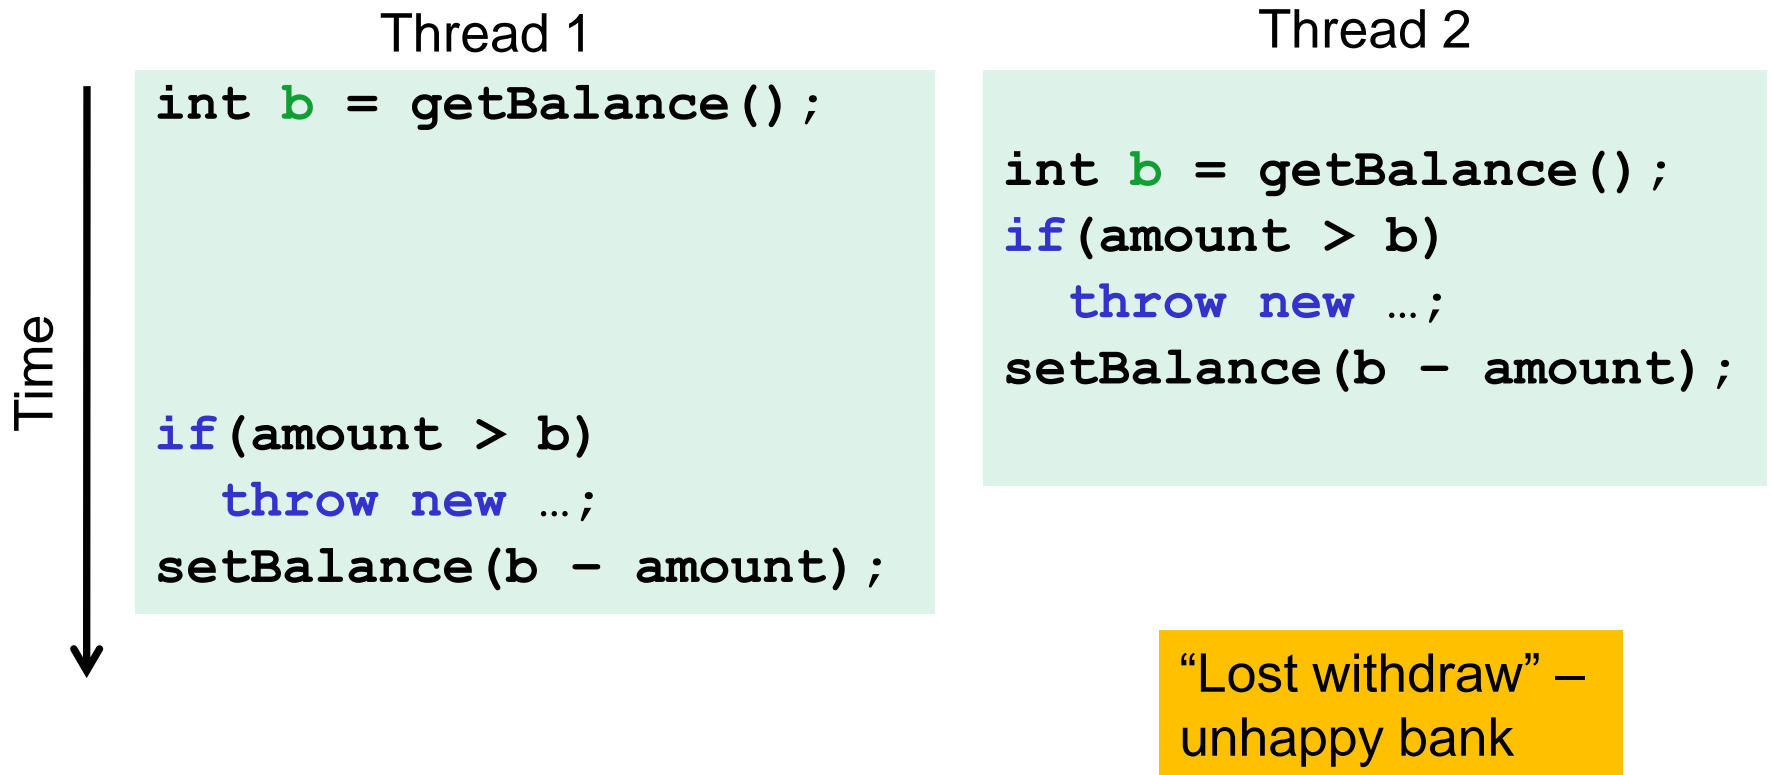 Thread 1
int b = getBalance();
if(amount > b)
throw new …;
setBalance(b – amount);
Thread 2
int b = getBalance();
if(amount > b)
throw new …;
setBalance(b – amount);
Time
“Lost withdraw” –
unhappy bank